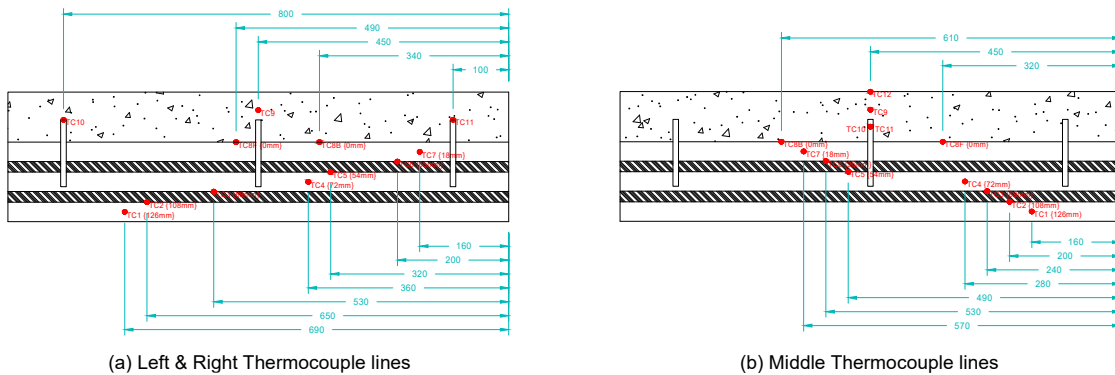 800
490
450
340
100
TC10
TC9
TC11
TC8F (0mm)
TC8B (0mm)
TC7 (18mm)
TC5 (54mm)
TC4 (72mm)
TC2 (108mm)
TC1 (126mm)
160
200
320
360
530
650
690
(a) Left & Right Thermocouple lines
610
450
320
TC12
TC9
TC10 TC11
TC8B (0mm)
TC8F (0mm)
TC7 (18mm)
TC5 (54mm)
TC4 (72mm)
TC2 (108mm)
TC1 (126mm)
160
200
240
280
490
530
570
(b) Middle Thermocouple lines